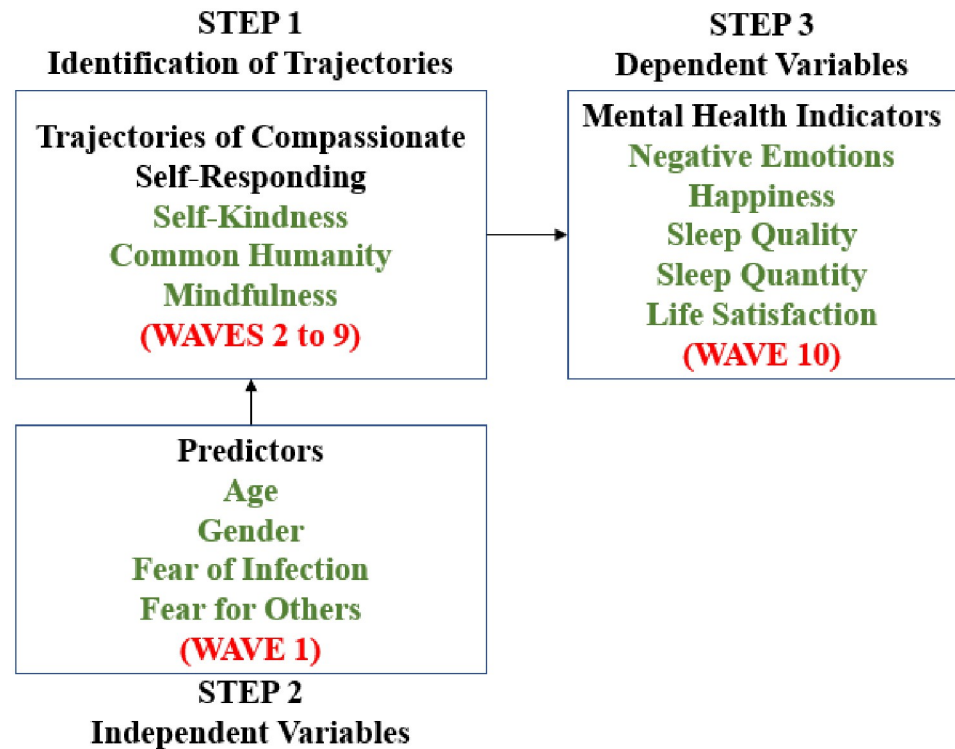 STEP 1
Identification of Trajectories
Trajectories of Compassionate
Self-Responding
Self-Kindness
Common Humanity
Mindfulness
(WAVES 2 to 9)
STEP 3
Dependent Variables
Mental Health Indicators
Negative Emotions
Happiness
Sleep Quality
Sleep Quantity
Life Satisfaction
(WAVE 10)
Predictors
Age
Gender
Fear of Infection
Fear for Others
(WAVE 1)
STEP 2
Independent Variables